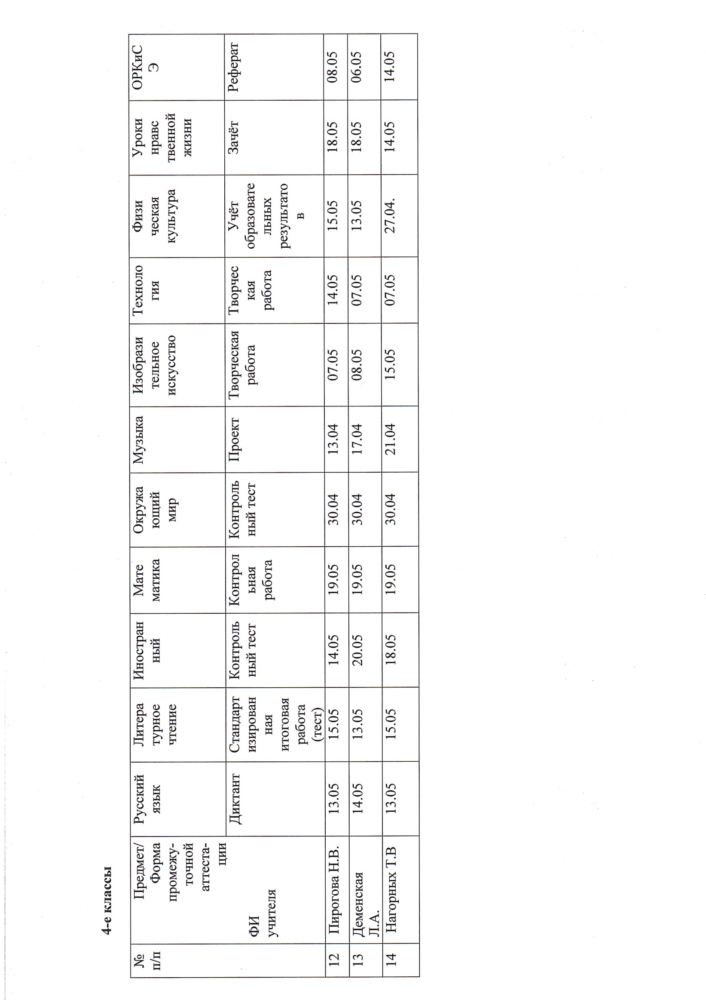 4-е классы
№
п/п
Предмет/
Форма
промежу-
точной
аттеста-
ции
ФИ
учителя
Русский
язык
Литера
турное
чтение
Иностран
ный
Мате
матика
Окружа
ющий
мир
Музыка
Изобрази
тельное
искусство
Техноло
гия
Физи
ческая
культура
Уроки
нравс
твенной
жизни
ОРКиС
Э
Диктант
Стандарт
изирован
ная
итоговая
работа
(тест)
Контроль
ный тест
Контрол
ьная
работа
Контроль
ный тест
Проект
Творческая
работа
Творчес
кая
работа
Учёт
образовате
льных
результато
в
Зачёт
Реферат
12 Пирогова Н.В. 13.05 15.05 14.05 19.05 30.04 13.04 07.05 14.05 15.05 18.05 08.05
13 Деменская 14.05 13.05 20.05 19.05 30.04 17.04 08.05 07.05 13.05 18.05 06.05
Л.А.
14 Нагорных Т.В 13.05 15.05 18.05 19.05 30.04 21.04 15.05 07.05 27.04. 14.05 14.05